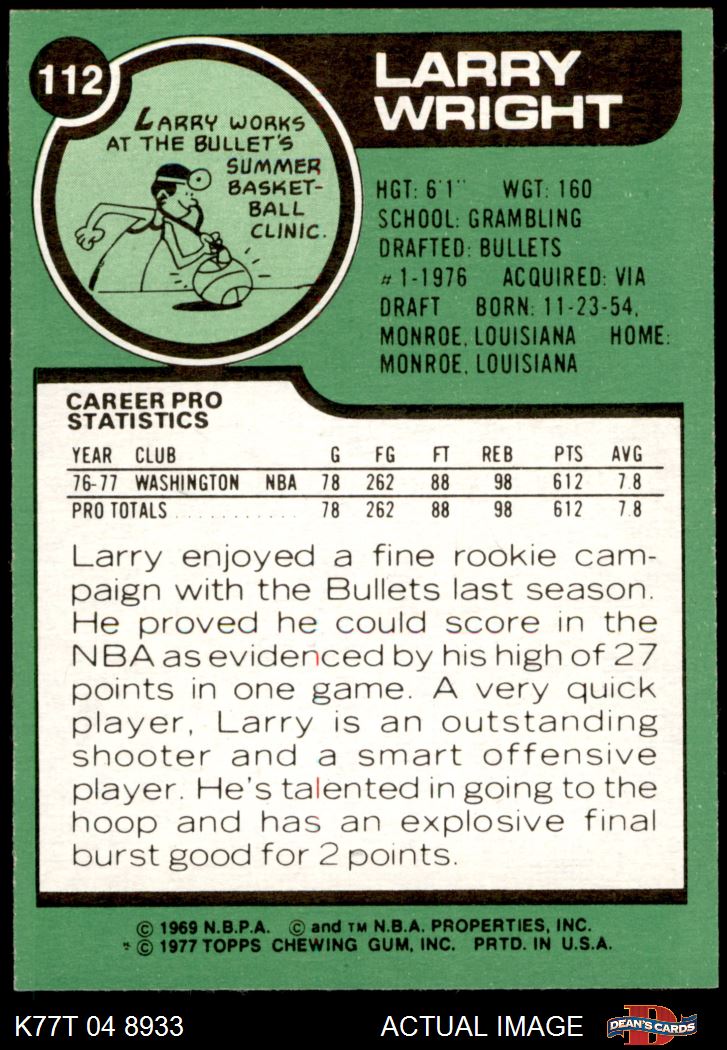 112
LARRY
WRIGHT
LARRY WORKS
AT THE BULLET'S
SUMMER
BASKET-
BALL
CLINIC.
HGT: 6'1" WGT: 160
SCHOOL: GRAMBLING
DRAFTED: BULLETS
#1-1976 ACQUIRED: VIA
DRAFT BORN: 11-23-54,
MONROE, LOUISIANA HOME:
MONROE, LOUISIANA
CAREER PRO
STATISTICS
YEAR CLUB G FG FT REB PTS AVG
76-77 WASHINGTON NBA 78 262 88 98 612 7.8
PRO TOTALS ........... 78 262 88 98 612 7.8
Larry enjoyed a fine rookie cam-
paign with the Bullets last season.
He proved he could score in the
NBA as evidenced by his high of 27
points in one game. A very quick
player, Larry is an outstanding
shooter and a smart offensive
player. He's talented in going to the
hoop and has an explosive final
burst good for 2 points.
© 1969 N.B.P.A. © and TM N.B.A. PROPERTIES, INC.
** © 1977 TOPPS CHEWING GUM, INC. PRTD. IN U.S.A.
K77T 04 8933 ACTUAL IMAGE D DEAN'S CARDS